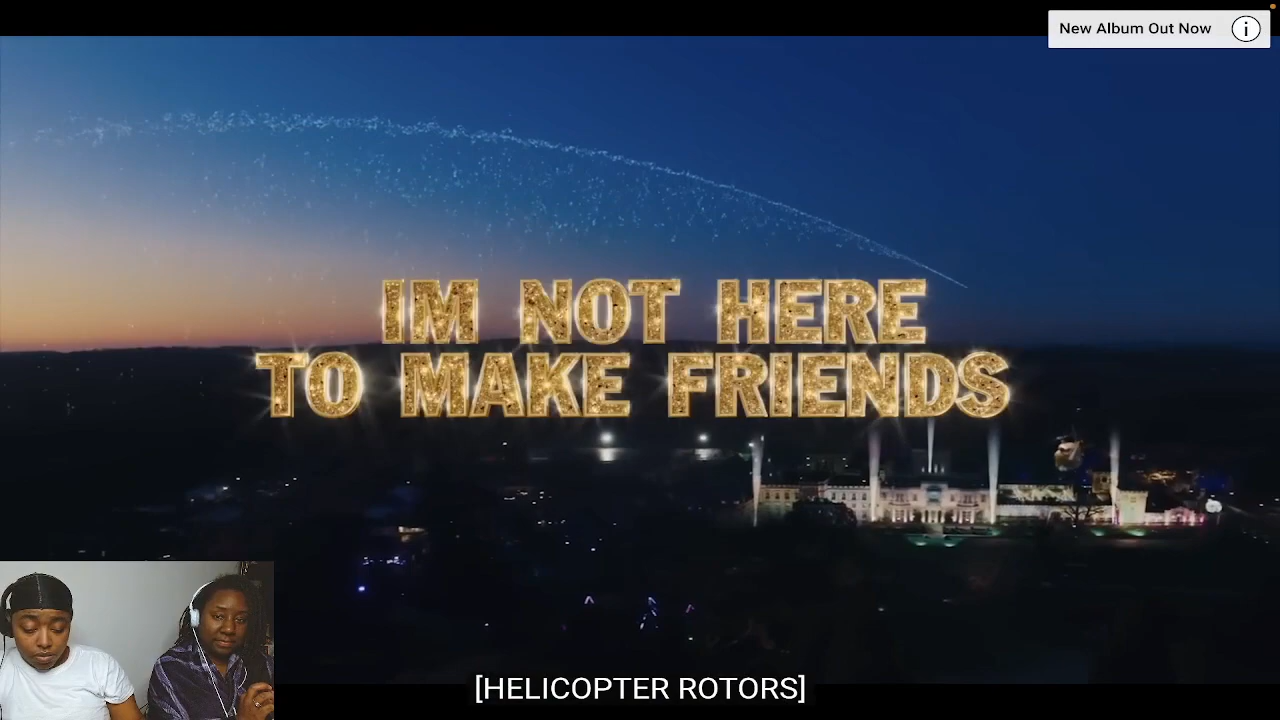 New Album Out Now
IM NOT HERE
TO MAKE FRIENDS
[HELICOPTER ROTORS]